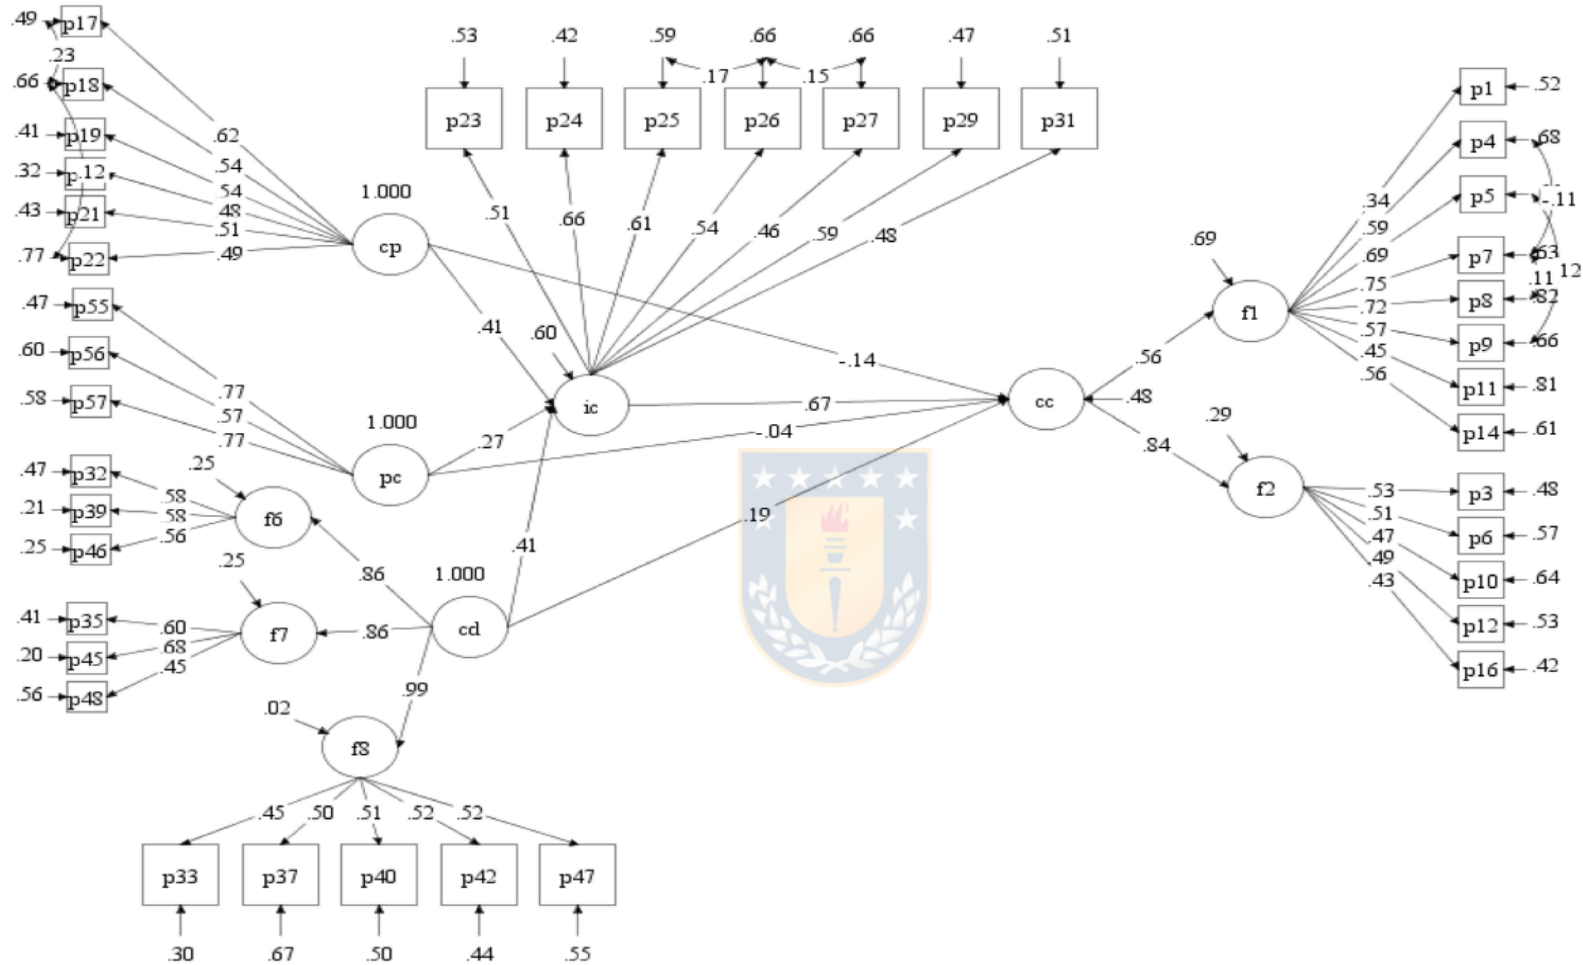 .49 p17
.23
.66 p18
.41 p19
.32 p .12
.43 p21
.77 p22
.62
.54
.54
.48
.51
.49
1.000
cp
.47 p55
.60 p56
.58 p57
.77
.57
.77
1.000
pc
.53 .42 .59 .66 .66 .47 .51
.17 .15
p23 p24 p25 p26 p27 p29 p31
.51 .66 .61 .54 .46 .59 .48
.41
.60
ic
.27
-.14
.67
-.04
.19
.41
.47 p32
.21 p39
.25 p46
.58
.58
.56
.25
f6
.86
.41 p35
.20 p45
.56 p48
.60
.68
.45
.25
f7
.86
1.000
cd
.99
.02
f8
.45 .50 .51 .52 .52
p33 p37 p40 p42 p47
.30 .67 .50 .44 .55
cc
.48
.56
.84
.69
f1
.29
f2
.34
.59
.69
.75
.72
.57
.45
.56
p1 .52
p4 .68
p5
-.11
p7 .63
.11 12
p8 .82
p9 .66
p11 .81
p14 .61
.53
.51
.47
.49
.43
p3 .48
p6 .57
p10 .64
p12 .53
p16 .42